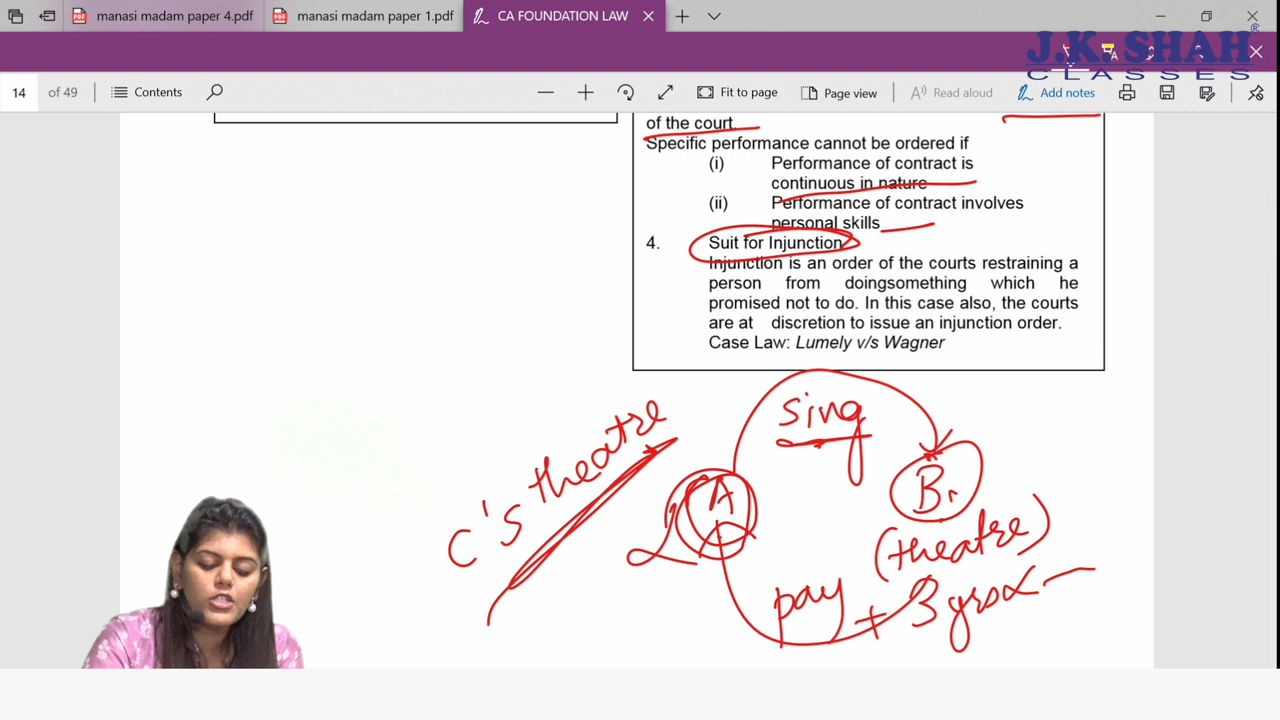 manasi madam paper 4.pdf
manasi madam paper 1.pdf
CA FOUNDATION LAW
J.K. SHAH®
CLASSES
14 of 49
Contents
Fit to page
Page view
Read aloud
Add notes
of the court.
Specific performance cannot be ordered if
(i) Performance of contract is
continuous in nature
(ii) Performance of contract involves
personal skills
4. Suit for Injunction
Injunction is an order of the courts restraining a
person from doingsomething which he
promised not to do. In this case also, the courts
are at discretion to issue an injunction order.
Case Law: Lumely v/s Wagner
sing
C's theatre
A
B
(theatre)
pay + 3